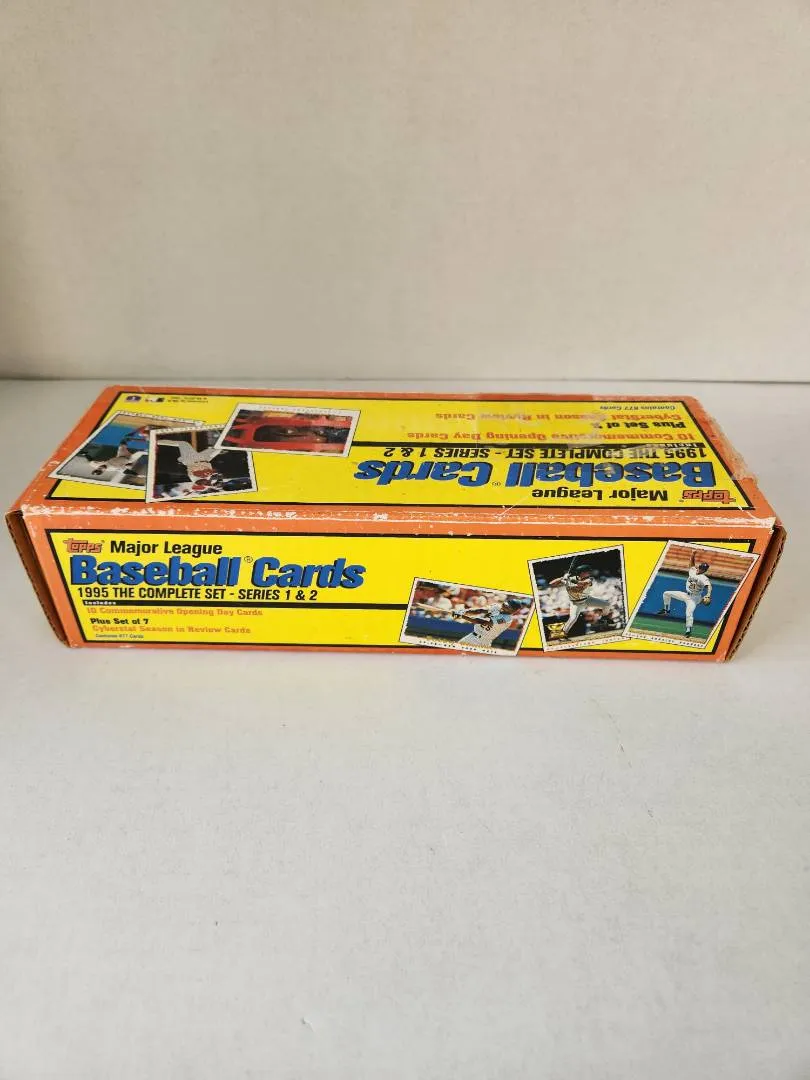 Topps Major League
Baseball® Cards
1995 THE COMPLETE SET - SERIES 1 & 2
Includes
10 Commemorative Opening Day Cards
Plus Set of 7
Cyberstat Season in Review Cards
Contains 677 Cards
Topps Major League
Baseball® Cards
1995 THE COMPLETE SET - SERIES 1 & 2
Includes
10 Commemorative Opening Day Cards
Plus Set of
CyberStat Season in Review Cards
Contains 677 Cards